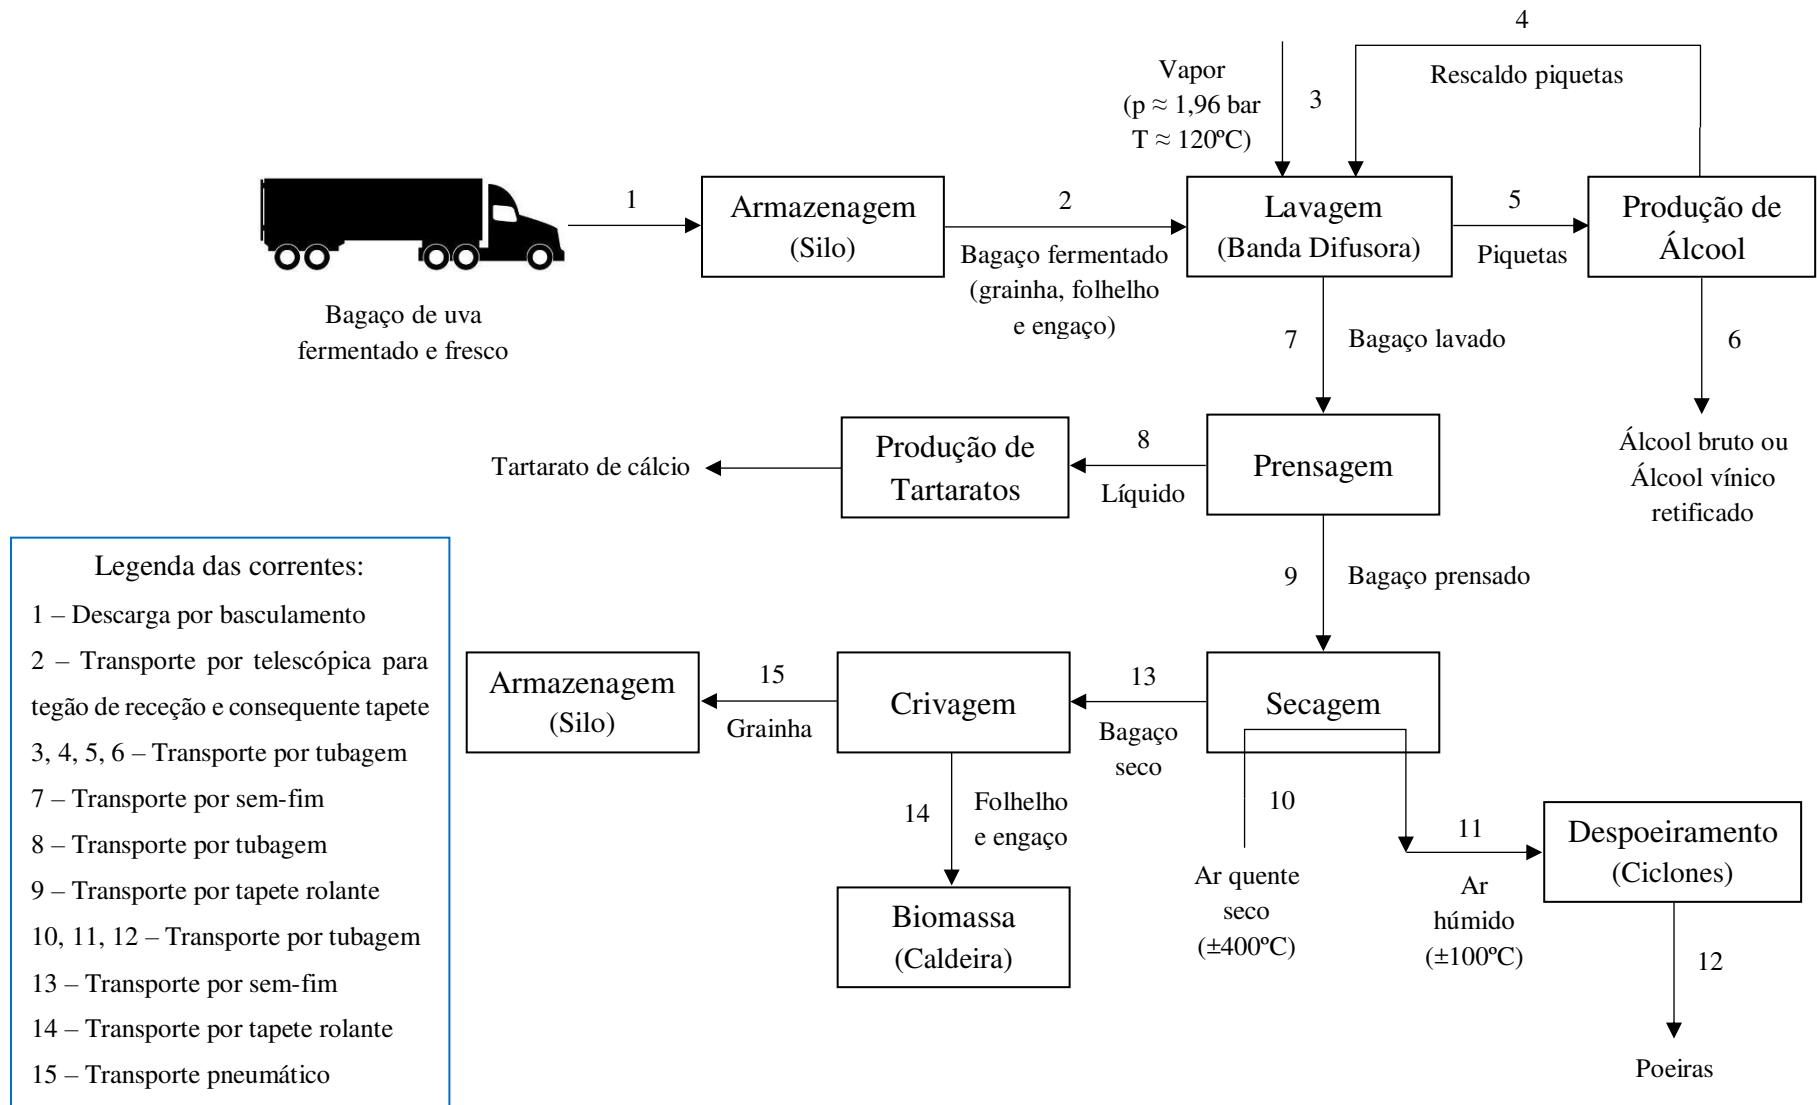 4
Vapor
(p ≈ 1,96 bar
T ≈ 120ºC)
3
Rescaldo piquetas
1
Armazenagem
(Silo)
2
Bagaço fermentado
(grainha, folhelho
e engaço)
Lavagem
(Banda Difusora)
5
Piquetas
Produção de
Álcool
Bagaço de uva
fermentado e fresco
7
Bagaço lavado
6
Álcool bruto ou
Álcool vínico
retificado
Tartarato de cálcio
Produção de
Tartaratos
8
Líquido
Prensagem
9
Bagaço prensado
Legenda das correntes:
1 – Descarga por basculamento
2 – Transporte por telescópica para
tegão de receção e consequente tapete
3, 4, 5, 6 – Transporte por tubagem
7 – Transporte por sem-fim
8 – Transporte por tubagem
9 – Transporte por tapete rolante
10, 11, 12 – Transporte por tubagem
13 – Transporte por sem-fim
14 – Transporte por tapete rolante
15 – Transporte pneumático
Armazenagem
(Silo)
15
Grainha
Crivagem
13
Bagaço
seco
Secagem
14
Folhelho
e engaço
Biomassa
(Caldeira)
10
Ar quente
seco
(±400ºC)
11
Ar
húmido
(±100ºC)
Despoeiramento
(Ciclones)
12
Poeiras